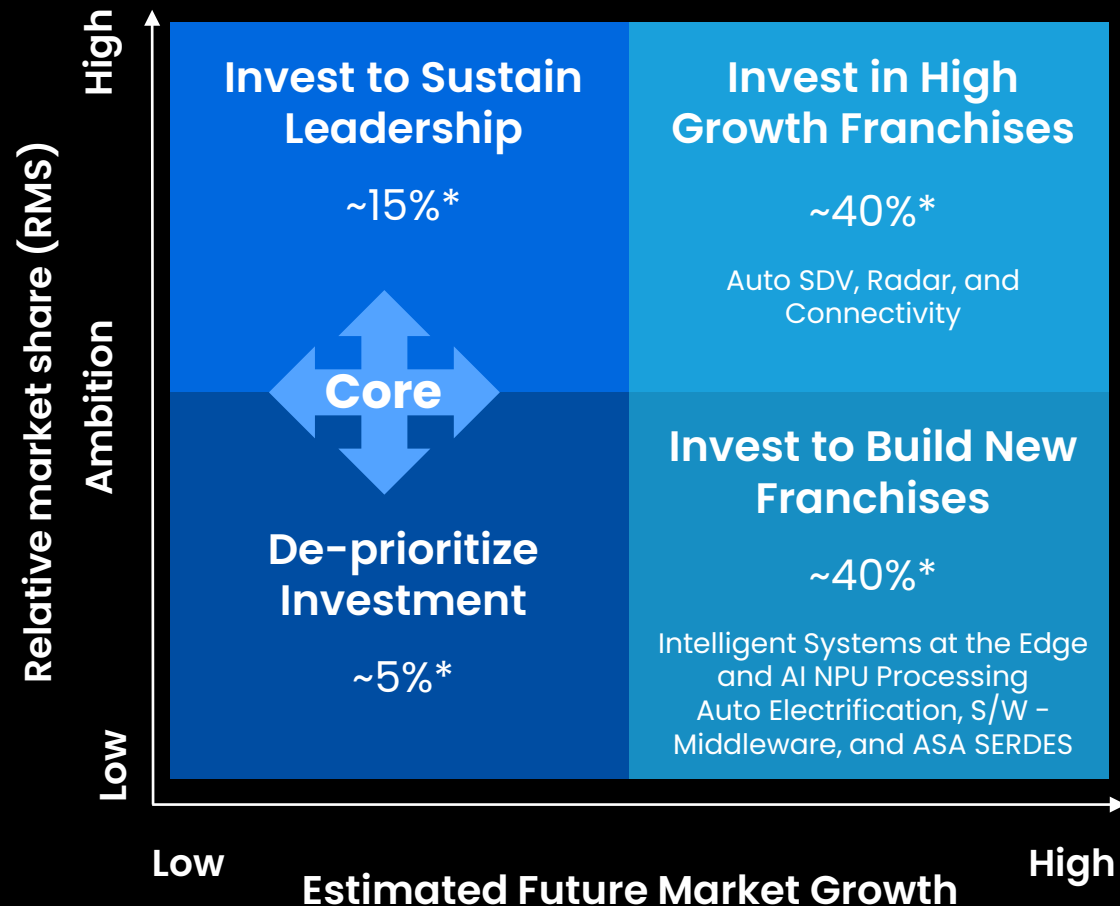 High
Ambition
Low
Relative market share (RMS)
Invest to Sustain
Leadership
~15%*
Invest in High
Growth Franchises
~40%*
Auto SDV, Radar, and
Connectivity
Core
De-prioritize
Investment
~5%*
Invest to Build New
Franchises
~40%*
Intelligent Systems at the Edge
and AI NPU Processing
Auto Electrification, S/W -
Middleware, and ASA SERDES
Low
High
Estimated Future Market Growth